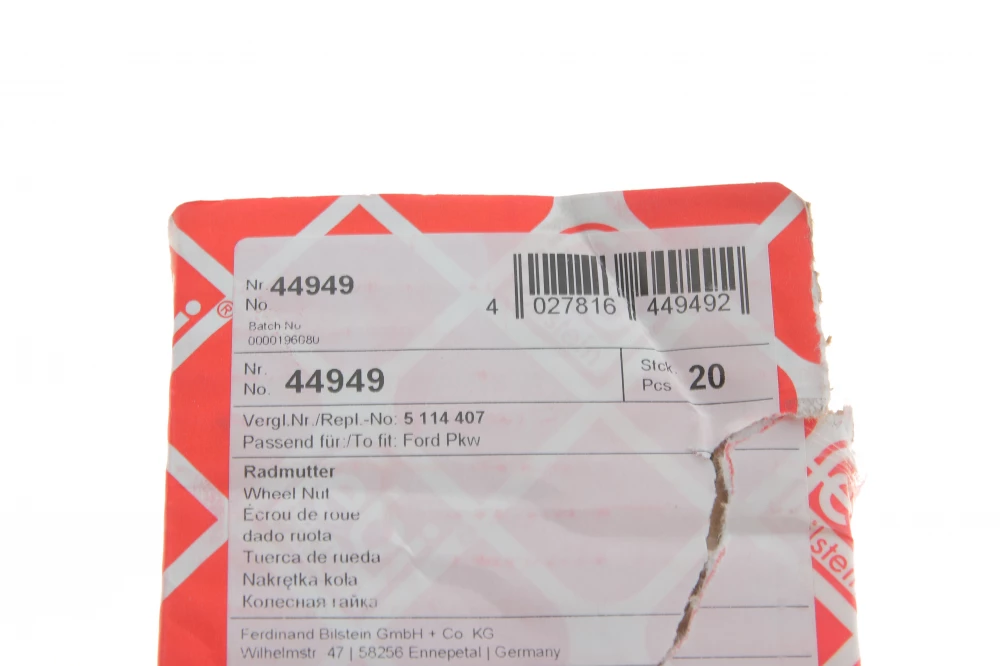 Nr. 44949
No
Batch No
4 027816 449492
Nr. No. 44949
Stck. Pcs 20
Vergl.Nr./Repl.-No: 5 114 407
Passend für:/To fit: Ford Pkw
Radmutter
Wheel Nut
Écrou de roue
dado ruota
Tuerca de rueda
Nakrętka koła
Колесная гайка
Ferdinand Bilstein GmbH + Co. KG
Wilhelmstr. 47 | 58256 Ennepetal | Germany
bilstein